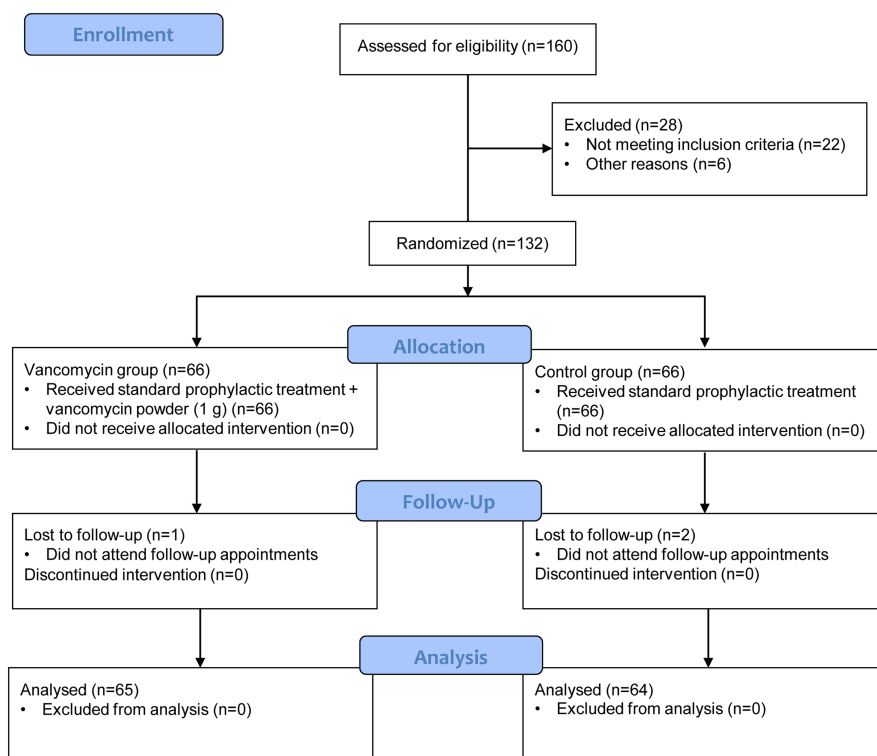 Enrollment
Assessed for eligibility (n=160)
Excluded (n=28)
• Not meeting inclusion criteria (n=22)
• Other reasons (n=6)
Randomized (n=132)
Allocation
Vancomycin group (n=66)
• Received standard prophylactic treatment +
vancomycin powder (1 g) (n=66)
• Did not receive allocated intervention (n=0)
Control group (n=66)
• Received standard prophylactic treatment
(n=66)
• Did not receive allocated intervention (n=0)
Follow-Up
Lost to follow-up (n=1)
• Did not attend follow-up appointments
Discontinued intervention (n=0)
Lost to follow-up (n=2)
• Did not attend follow-up appointments
Discontinued intervention (n=0)
Analysis
Analysed (n=65)
• Excluded from analysis (n=0)
Analysed (n=64)
• Excluded from analysis (n=0)